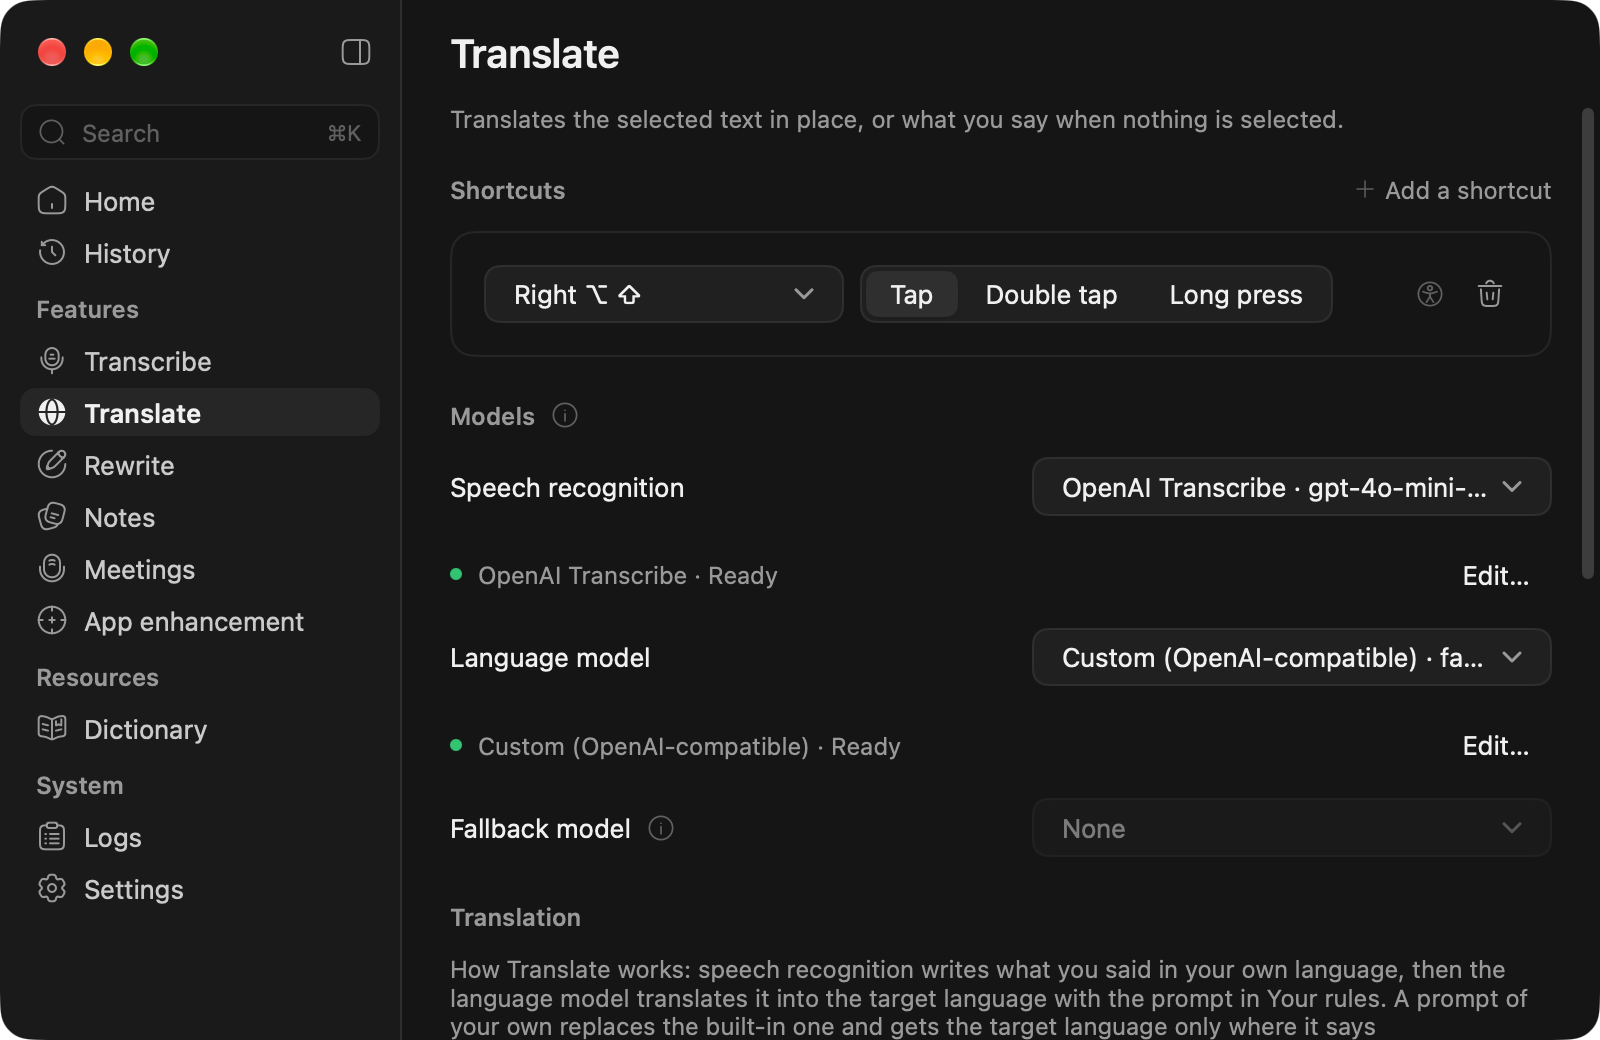 Search ⌘K
Home
History
Features
Transcribe
Translate
Rewrite
Notes
Meetings
App enhancement
Resources
Dictionary
System
Logs
Settings
Translate
Translates the selected text in place, or what you say when nothing is selected.
Shortcuts
+ Add a shortcut
Right ⌥ ⇧
Tap
Double tap
Long press
Models
Speech recognition
OpenAI Transcribe · gpt-4o-mini-...
OpenAI Transcribe · Ready
Edit...
Language model
Custom (OpenAI-compatible) · fa...
Custom (OpenAI-compatible) · Ready
Edit...
Fallback model
None
Translation
How Translate works: speech recognition writes what you said in your own language, then the
language model translates it into the target language with the prompt in Your rules. A prompt of
your own replaces the built-in one and gets the target language only where it says